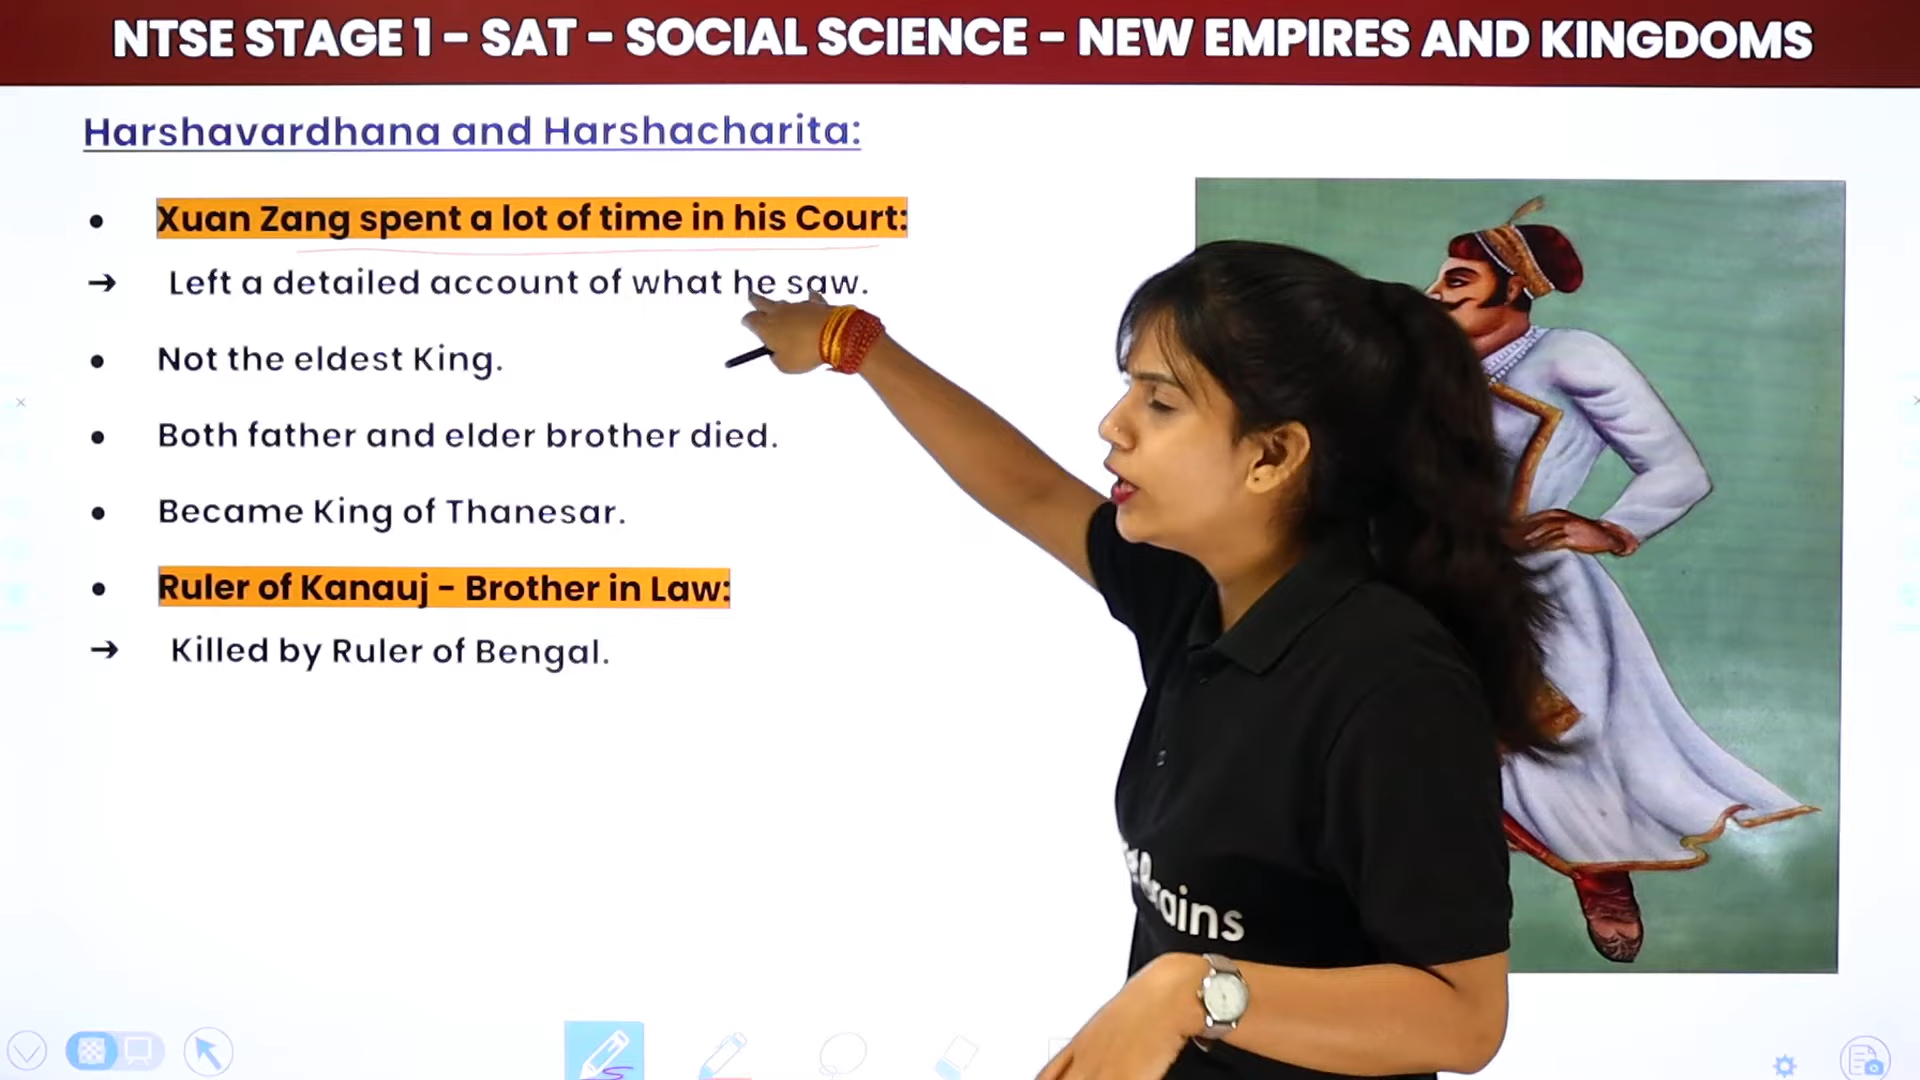 NTSE STAGE 1 - SAT - SOCIAL SCIENCE - NEW EMPIRES AND KINGDOMS
Harshavardhana and Harshacharita:
• Xuan Zang spent a lot of time in his Court:
➔ Left a detailed account of what he saw.
• Not the eldest King.
• Both father and elder brother died.
• Became King of Thanesar.
• Ruler of Kanauj - Brother in Law:
➔ Killed by Ruler of Bengal.